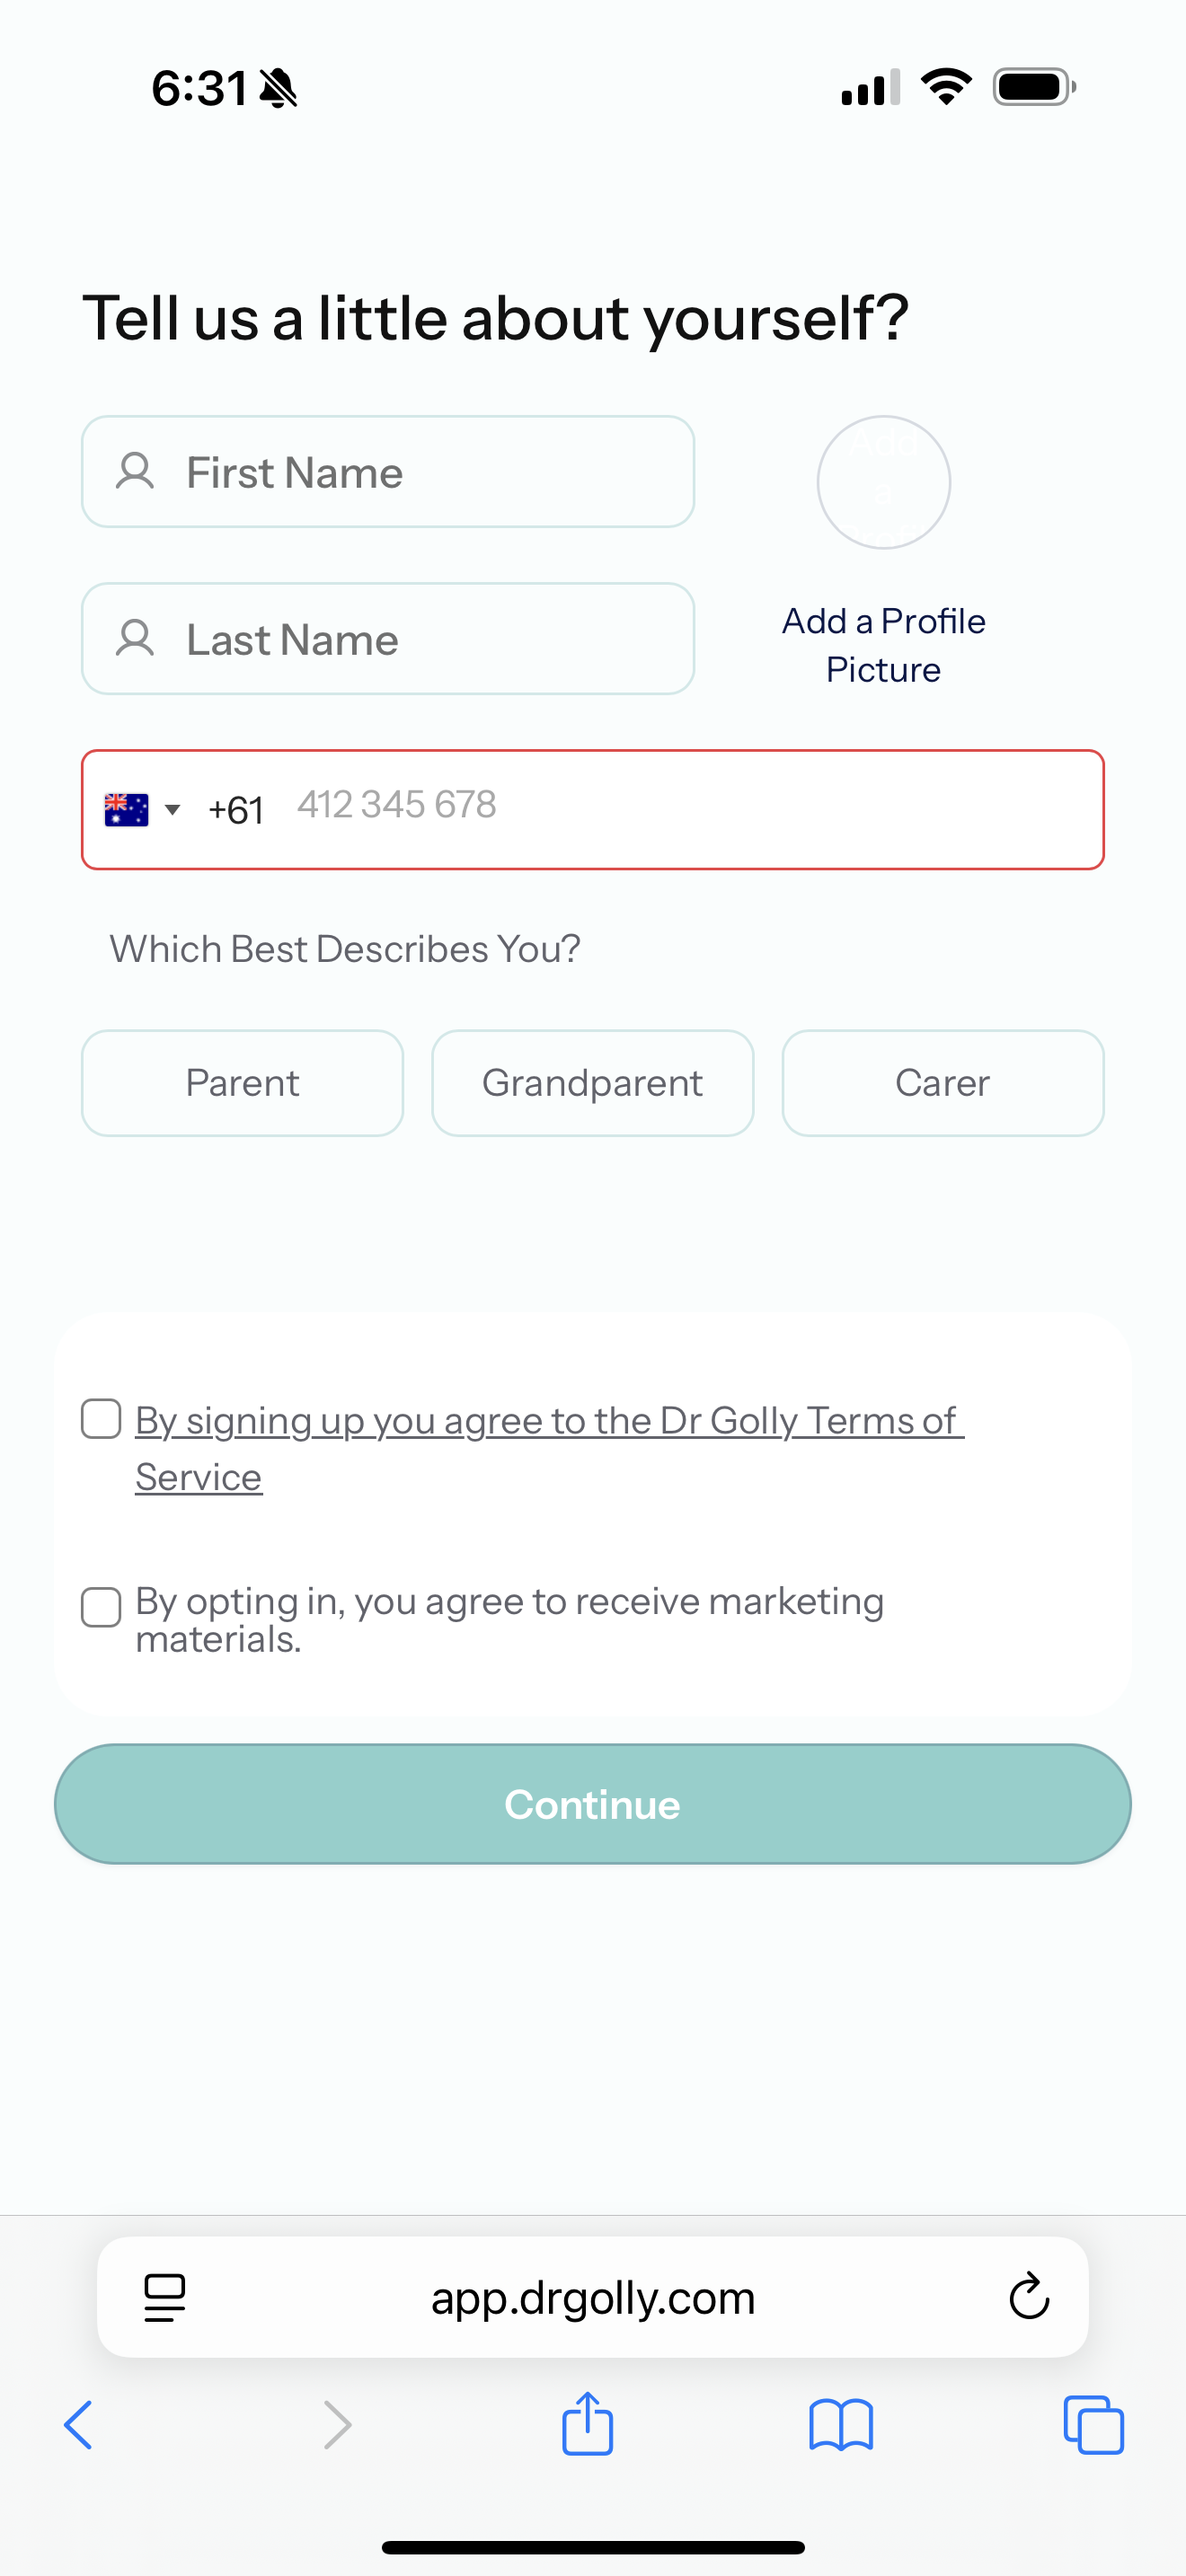 6:31
Tell us a little about yourself?
First Name
Add
a
Last Name
Add a Profile
Picture
+61 412 345 678
Which Best Describes You?
Parent Grandparent Carer
By signing up you agree to the Dr Golly Terms of
Service
By opting in, you agree to receive marketing
materials.
Continue
app.drgolly.com